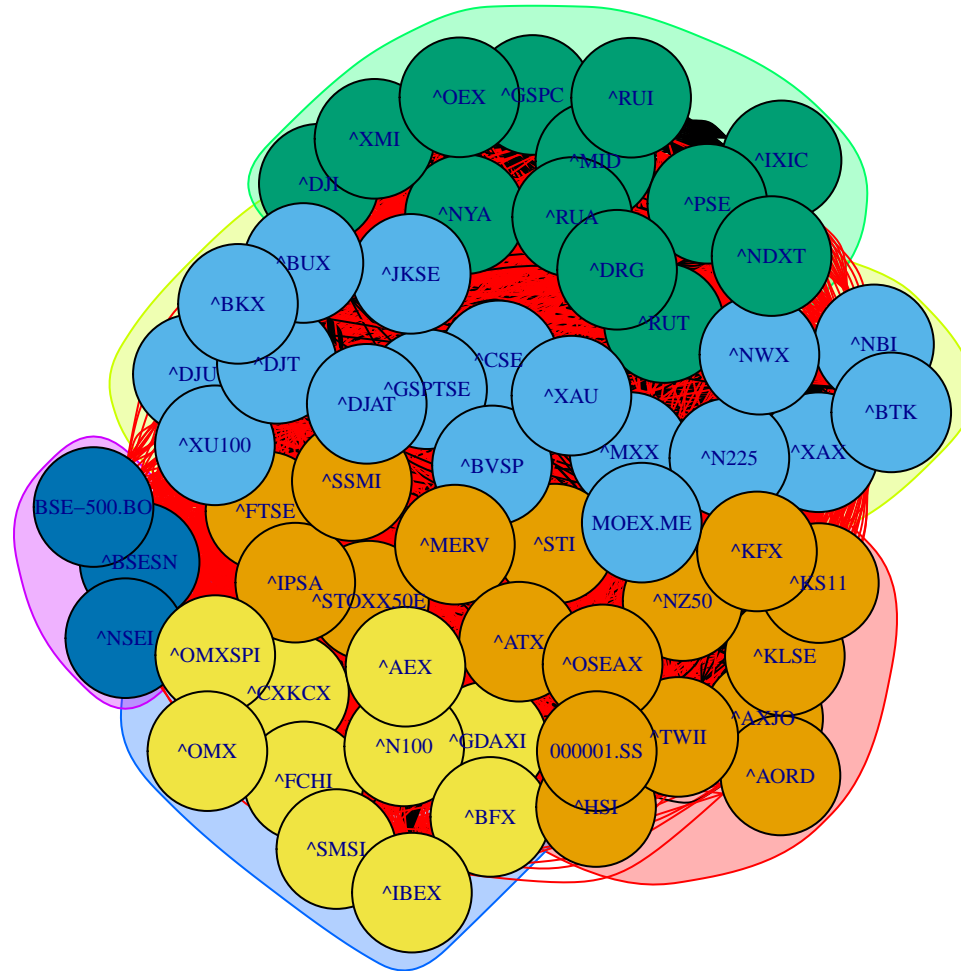 ^OEX
^GSPC
^RUI
^XMI
^MID
^IXIC
^DJI
^NYA
^RUA
^PSE
^BUX
^JKSE
^DRG
^NDXT
^BKX
^RUT
^CSE
^NWX
^NBI
^DJU
^DJT
^DJAT
^GSPTSE
^XAU
^BTK
^XU100
^BVSP
^MXX
^N225
^XAX
^SSMI
BSE−500.BO
^FTSE
MOEX.ME
^BSESN
^MERV
^STI
^KFX
^IPSA
^STOXX50E
^NZ50
^KS11
^NSEI
^OMXSPI
^AEX
^ATX
^OSEAX
^KLSE
^CXKCX
^AXJO
^OMX
^N100
^GDAXI
000001.SS
^TWII
^FCHI
^AORD
^HSI
^BFX
^SMSI
^IBEX